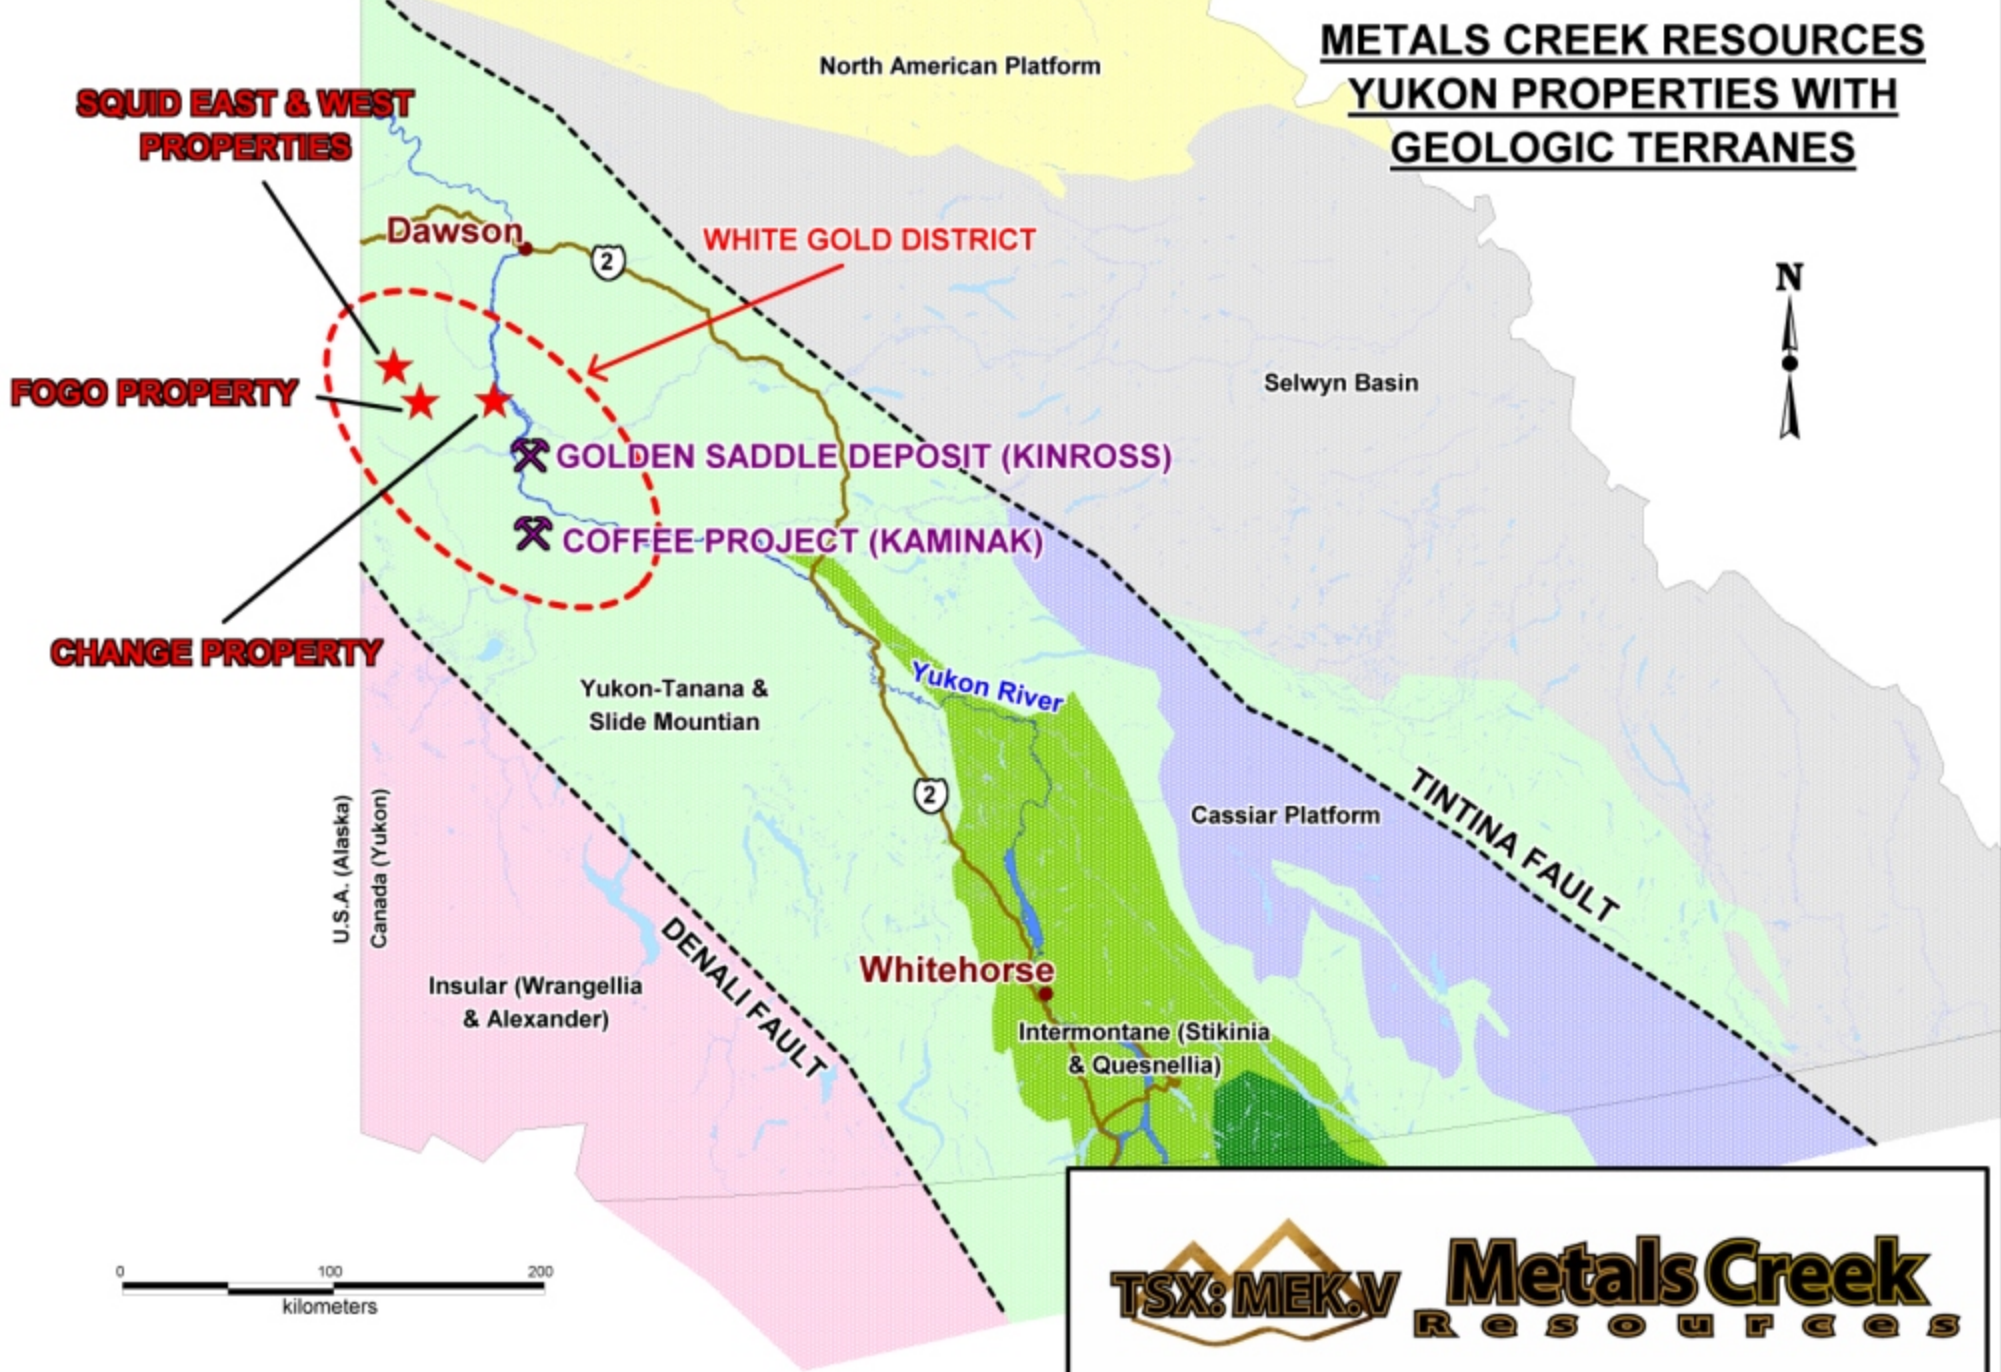 METALS CREEK RESOURCES
YUKON PROPERTIES WITH
GEOLOGIC TERRANES
North American Platform
SQUID EAST & WEST
PROPERTIES
Dawson
2
WHITE GOLD DISTRICT
N
Selwyn Basin
FOGO PROPERTY
GOLDEN SADDLE DEPOSIT (KINROSS)
COFFEE PROJECT (KAMINAK)
CHANGE PROPERTY
Yukon-Tanana &
Slide Mountian
Yukon River
2
Cassiar Platform
TINTINA FAULT
U.S.A. (Alaska)
Canada (Yukon)
DENALI FAULT
Whitehorse
Insular (Wrangellia
& Alexander)
Intermontane (Stikinia
& Quesnellia)
0 100 200
kilometers
TSX: MEK.V
Metals Creek
Resources